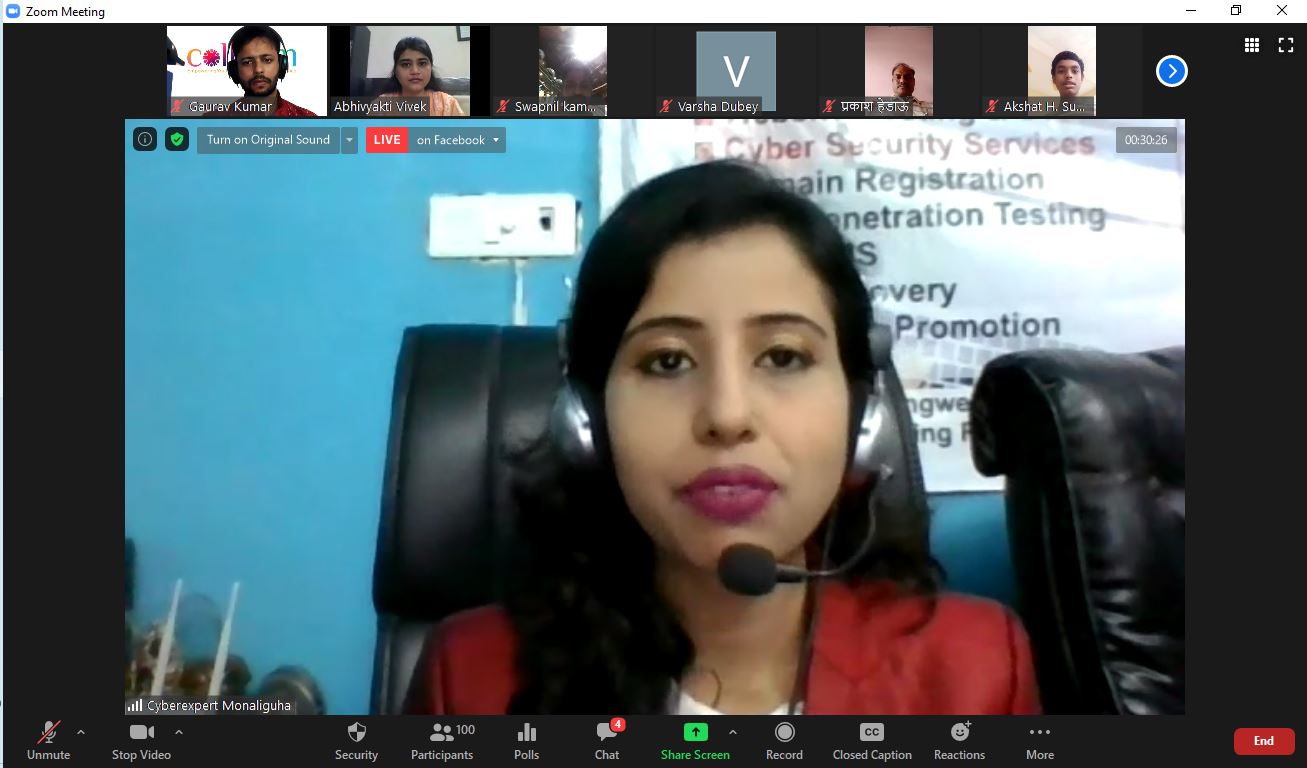 Zoom Meeting
Gaurav Kumar
Abhivyakti Vivek
Swapnil kam...
V
Varsha Dubey
प्रकाश हेडाऊ
Akshat H. Su...
Turn on Original Sound
LIVE on Facebook
00:30:26
Cyber Security Services
main Registration
enetration Testing
S
overy
Promotion
ngwe
ing F
Cyberexpert Monaliguha
Unmute
Stop Video
Security
Participants
100
Polls
Chat
4
Share Screen
Record
CC
Closed Caption
Reactions
More
End